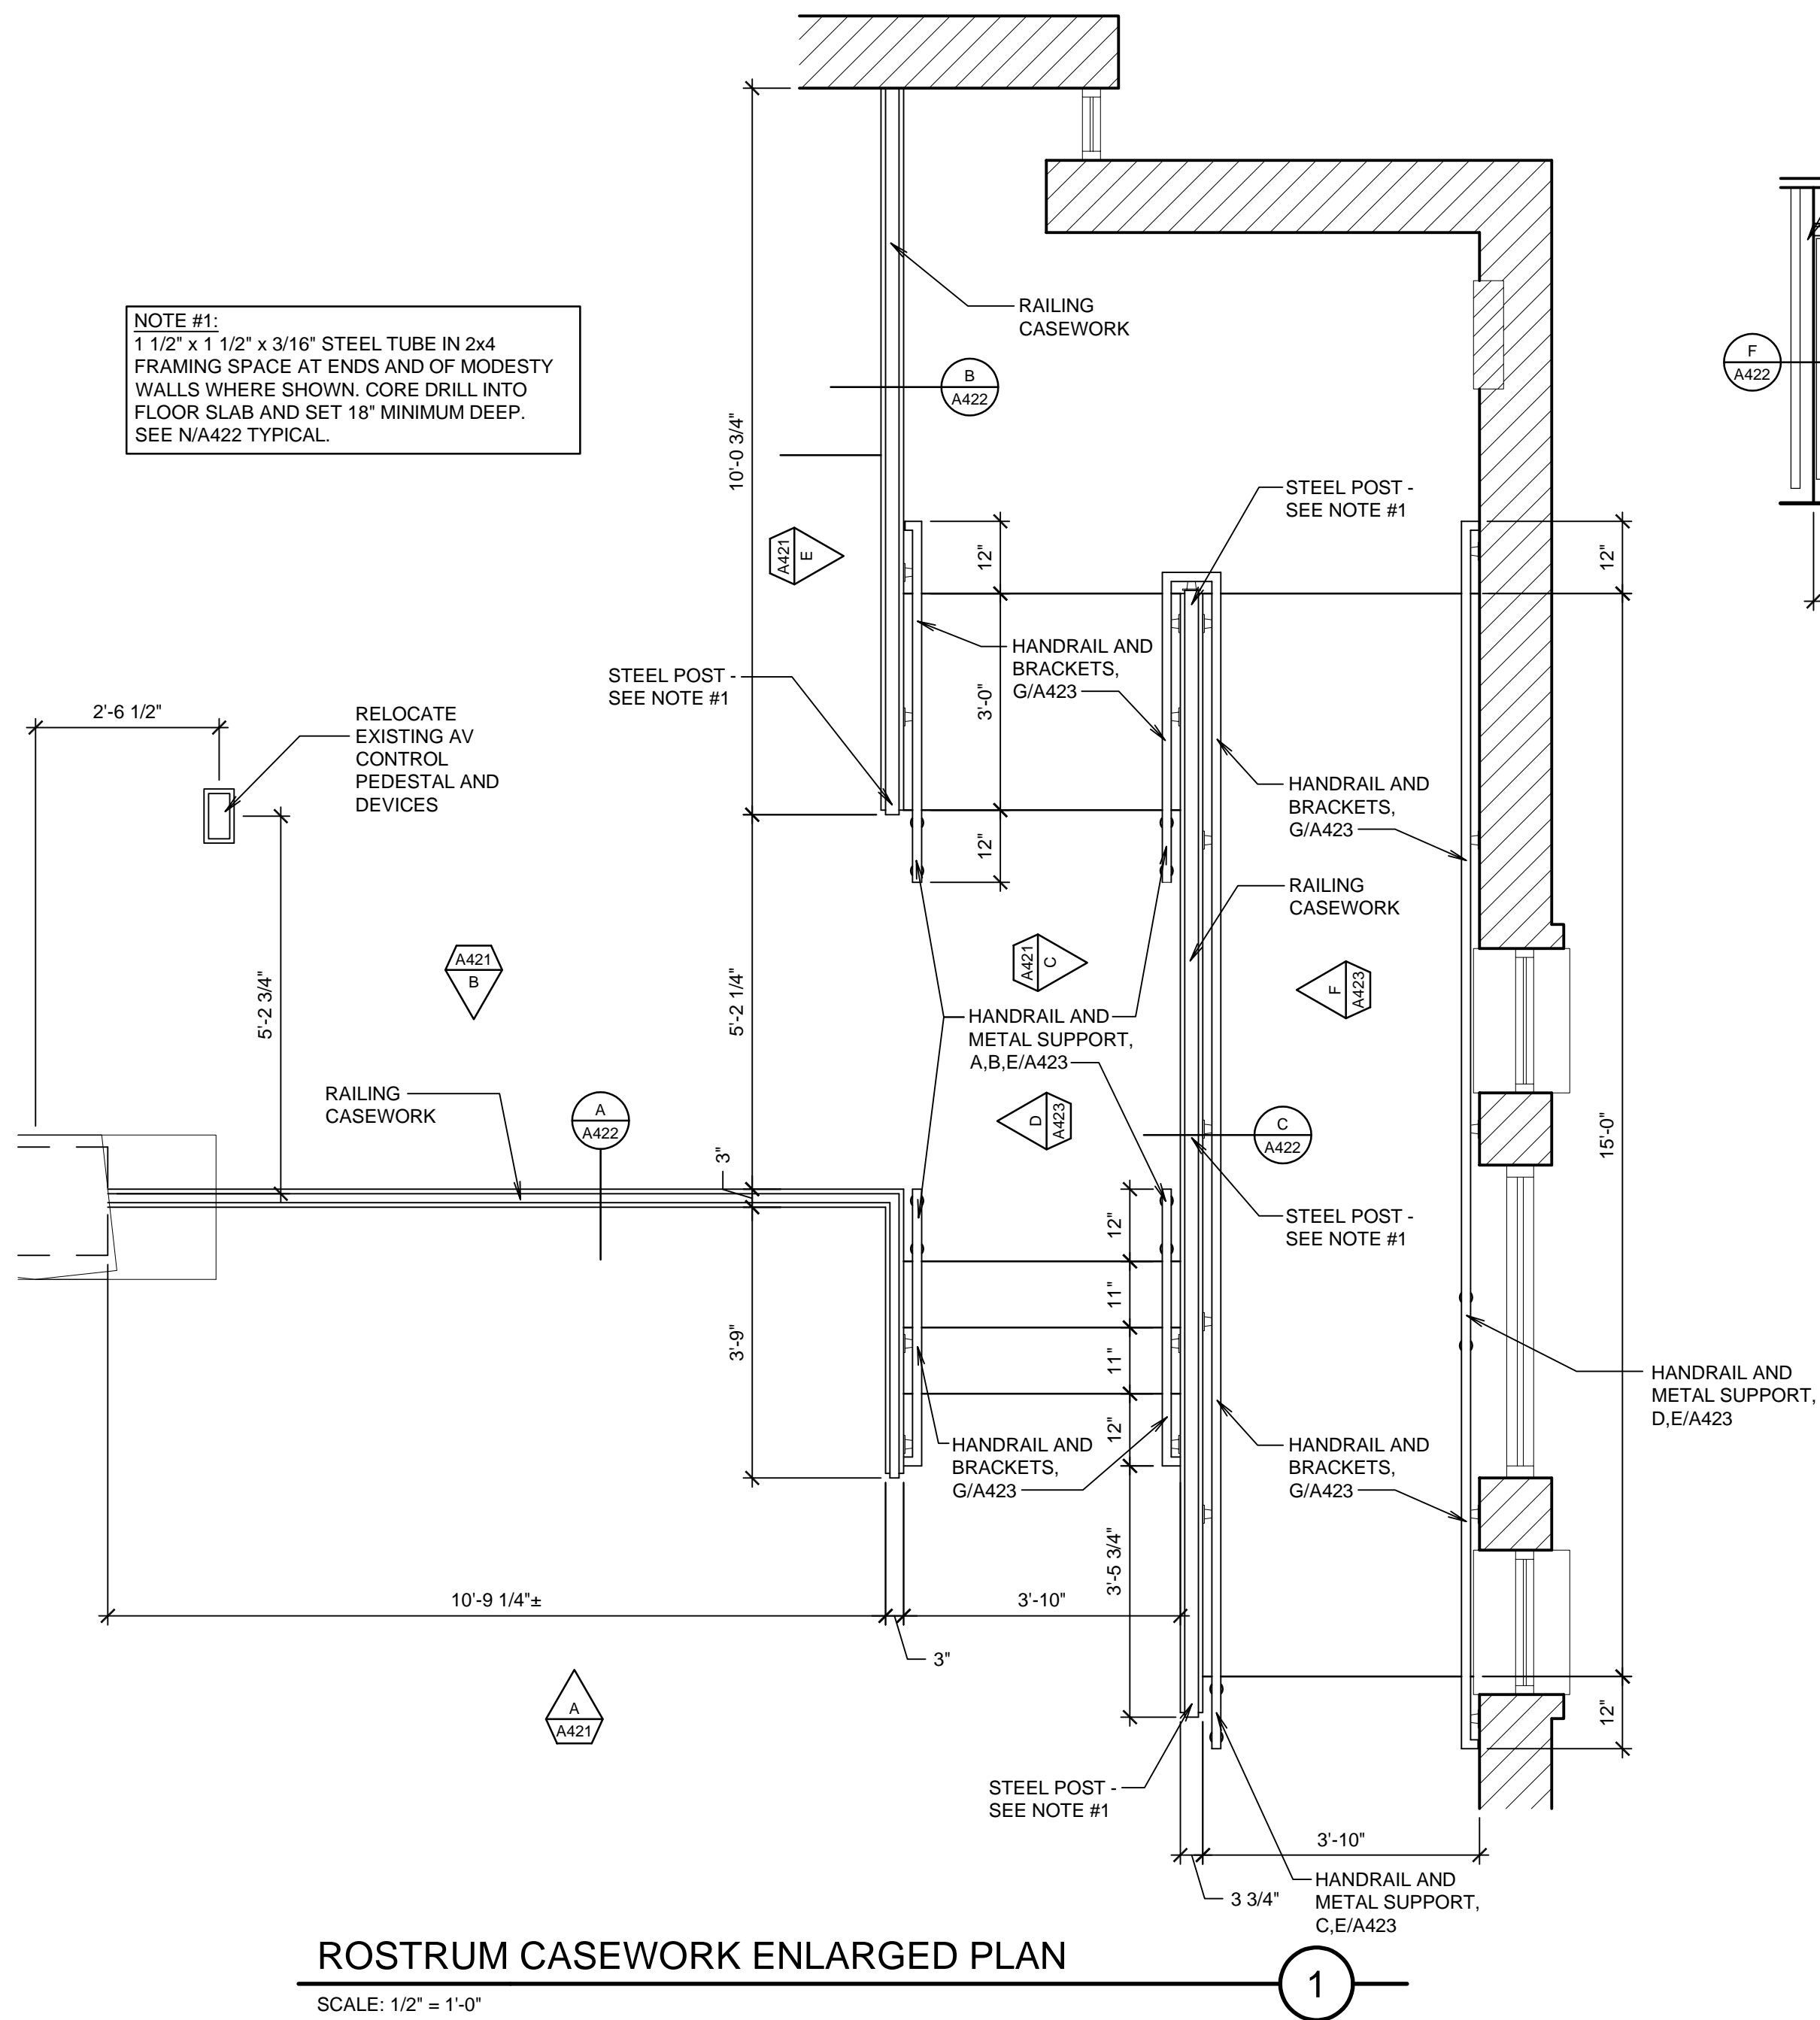 NOTE #1:
1 1/2" x 1 1/2" x 3/16" STEEL TUBE IN 2x4
FRAMING SPACE AT ENDS AND OF MODESTY
WALLS WHERE SHOWN. CORE DRILL INTO
FLOOR SLAB AND SET 18" MINIMUM DEEP.
SEE N/A422 TYPICAL.
RAILING
CASEWORK
B
A422
F
A422
10'-0 3/4"
STEEL POST -
SEE NOTE #1
A421
E
12"
12"
HANDRAIL AND
BRACKETS,
G/A423
STEEL POST -
SEE NOTE #1
3'-0"
2'-6 1/2"
RELOCATE
EXISTING AV
CONTROL
PEDESTAL AND
DEVICES
HANDRAIL AND
BRACKETS,
G/A423
12"
RAILING
CASEWORK
A421
B
A421
C
F
A423
5'-2 3/4"
5'-2 1/4"
HANDRAIL AND
METAL SUPPORT,
A,B,E/A423
RAILING
CASEWORK
A
A422
D
A423
C
A422
15'-0"
3"
12"
STEEL POST -
SEE NOTE #1
11"
3'-9"
11"
HANDRAIL AND
METAL SUPPORT,
D,E/A423
12"
HANDRAIL AND
BRACKETS,
G/A423
HANDRAIL AND
BRACKETS,
G/A423
3'-5 3/4"
10'-9 1/4"±
3'-10"
3"
A
A421
12"
STEEL POST -
SEE NOTE #1
3'-10"
3 3/4"
HANDRAIL AND
METAL SUPPORT,
C,E/A423
ROSTRUM CASEWORK ENLARGED PLAN
1
SCALE: 1/2" = 1'-0"